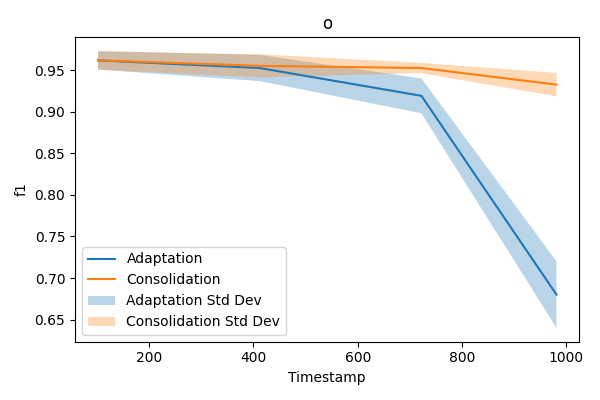 o
f1
0.95
0.90
0.85
0.80
0.75
0.70
0.65
Adaptation
Consolidation
Adaptation Std Dev
Consolidation Std Dev
200 400 600 800 1000
Timestamp